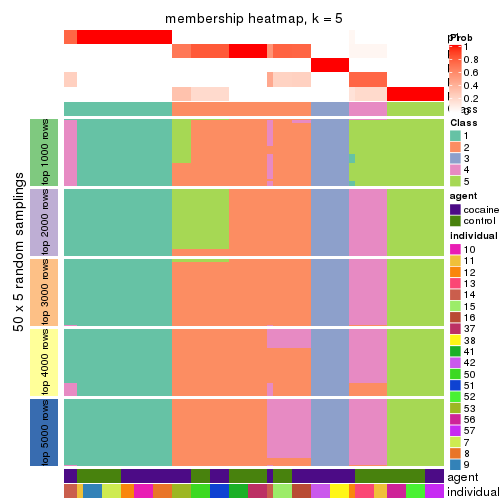 membership heatmap, k = 5
50 x 5 random samplings
top 1000 rows
top 2000 rows
top 3000 rows
top 4000 rows
top 5000 rows
Prob
1
0.8
0.6
0.4
0.2
0
Class
1
2
3
4
5
agent
cocaine
control
individual
10
11
12
13
14
15
16
37
38
41
42
50
51
52
53
56
57
7
8
9
agent
individual